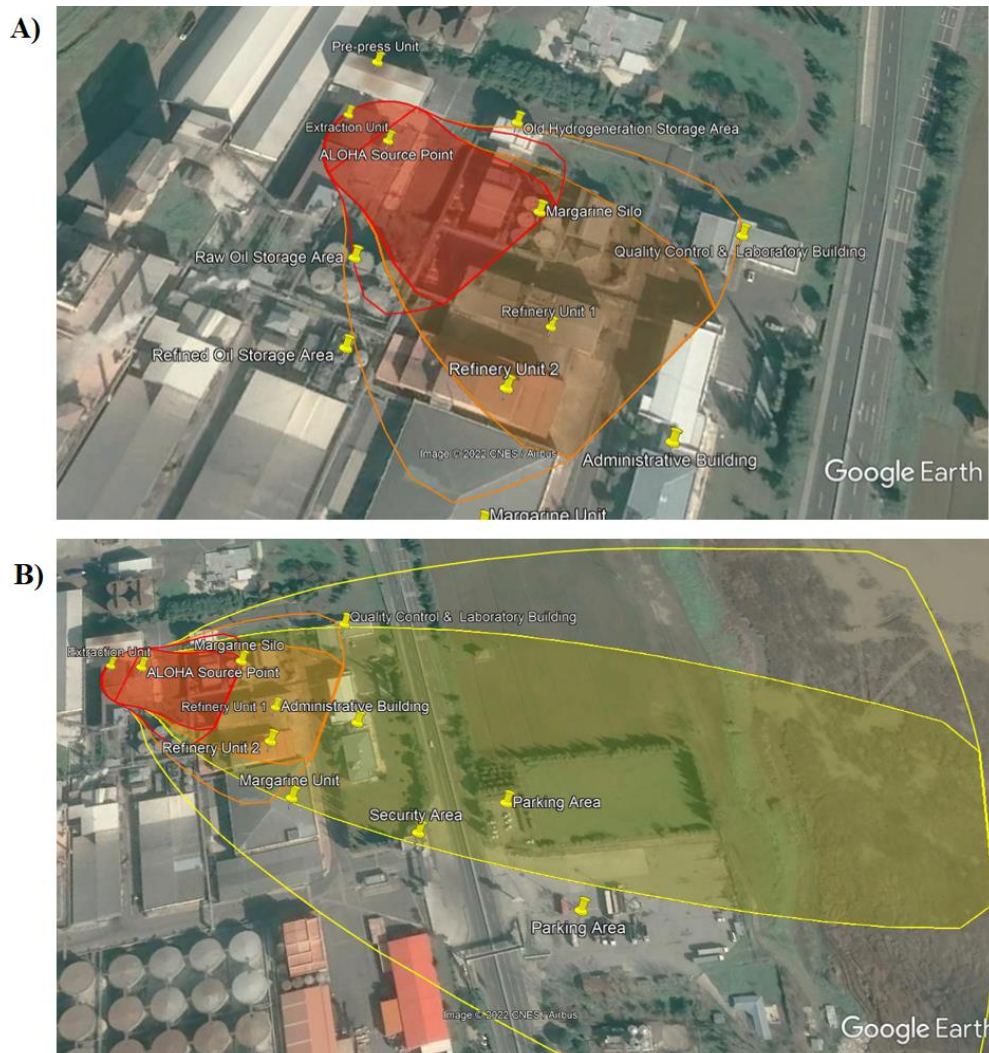 A)
Pre-press Unit
Extraction Unit
Old Hydrogeneration Storage Area
ALOHA Source Point
Margarine Silo
Raw Oil Storage Area
Quality Control & Laboratory Building
Refinery Unit 1
Refined Oil Storage Area
Refinery Unit 2
Image © 2022 CNES / Airbus
Administrative Building
Google Earth
Margarine Unit
B)
Quality Control & Laboratory Building
Margarine Silo
Extraction Unit
ALOHA Source Point
Refinery Unit 1
Administrative Building
Refinery Unit 2
Margarine Unit
Parking Area
Security Area
Parking Area
Image © 2022 CNES / Airbus
Google Earth